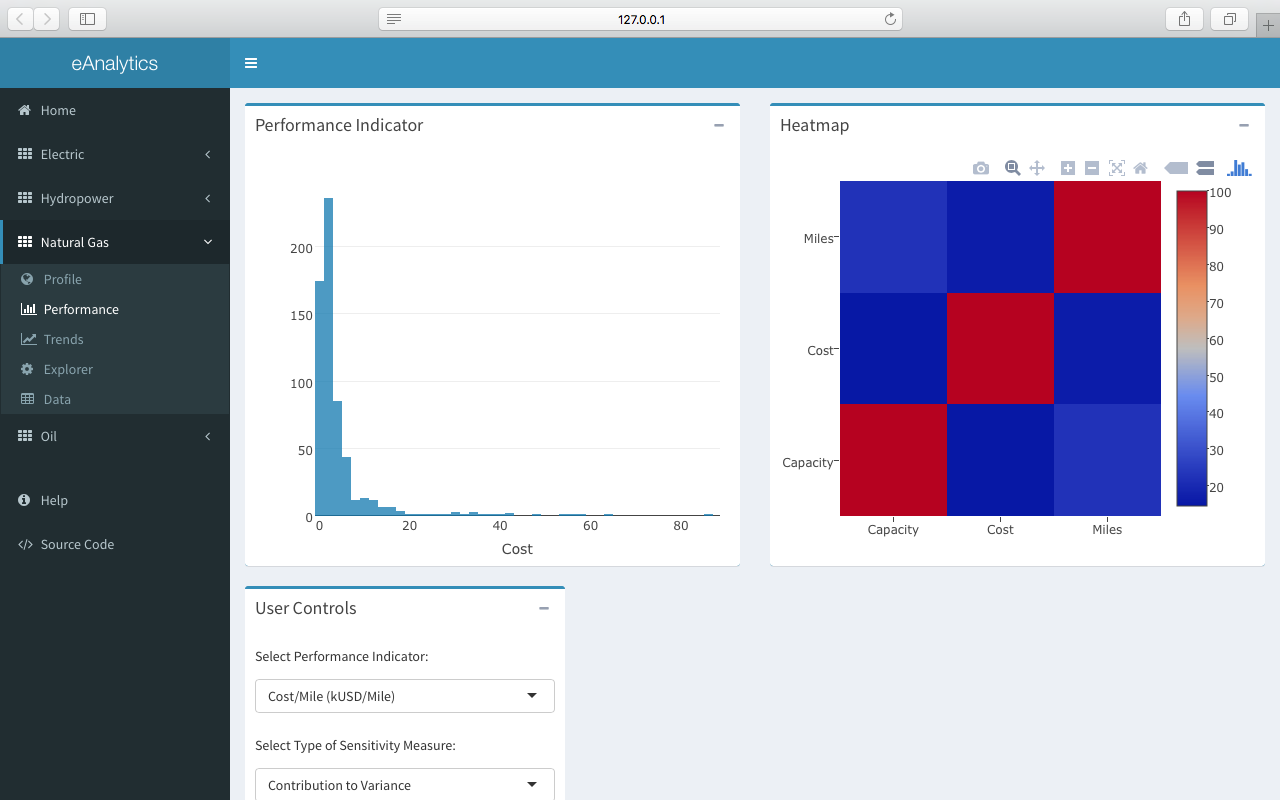 127.0.0.1
eAnalytics
Home
Electric
Hydropower
Natural Gas
Profile
Performance
Trends
Explorer
Data
Oil
Help
Source Code
Performance Indicator
200
150
100
50
0
0 20 40 60 80
Cost
Heatmap
Miles
Cost
Capacity
Capacity Cost Miles
100
90
80
70
60
50
40
30
20
User Controls
Select Performance Indicator:
Cost/Mile (kUSD/Mile)
Select Type of Sensitivity Measure:
Contribution to Variance